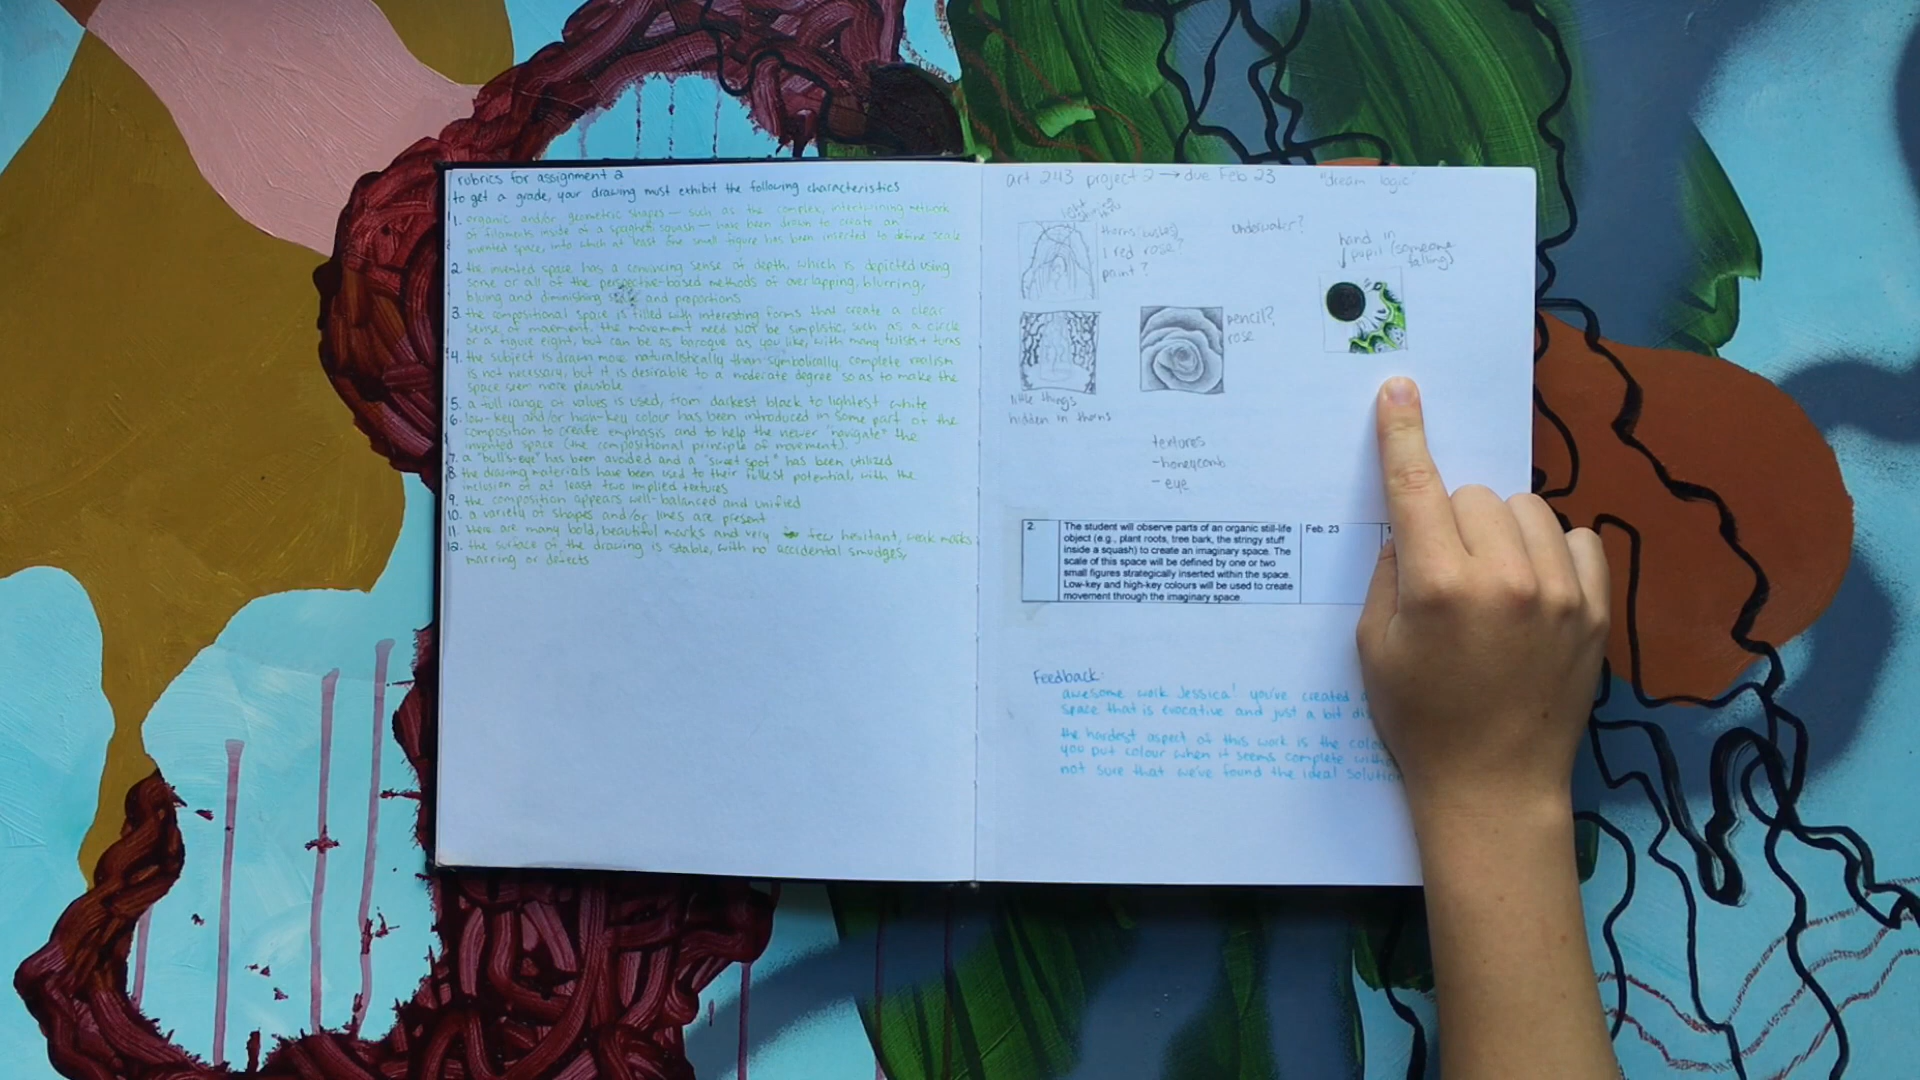 rubrics for assignment 2
to get a grade, your drawing must exhibit the following characteristics
1. organic and/or geometric shapes – such as the complex, intertwining network
of filaments inside of a spaghetti squash – have been drawn to create an
invented space, into which at least one small figure has been inserted to define scale
2. the invented space has a convincing sense of depth, which is depicted using
some or all of the perspective-based methods of overlapping, blurring,
bluing and diminishing scale and proportions
3. the compositional space is filled with interesting forms that create a clear
sense of movement. the movement need NOT be simplistic, such as a circle
or a figure eight, but can be as baroque as you like, with many twists + turns
4. the subject is drawn more naturalistically than symbolically. complete realism
is not necessary, but it is desirable to a moderate degree so as to make the
space seem more plausible
5. a full range of values is used, from darkest black to lightest white
6. low-key and/or high-key colour has been introduced in some part of the
composition to create emphasis and to help the viewer "navigate" the
invented space (the compositional principle of movement)
7. a "bulls-eye" has been avoided and a "sweet spot" has been utilized
8. the drawing materials have been used to their fullest potential, with the
inclusion of at least two implied textures
9. the composition appears well-balanced and unified
10. a variety of shapes and/or lines are present
11. there are many bold, beautiful marks and very few hesitant, weak marks
12. the surface of the drawing is stable, with no accidental smudges,
marring or defects
art 243 project 2 → due Feb 23 "dream logic"
light
thorns (bushes)
1 red rose?
paint?
underwater?
hand in
pupil (someone
falling)
pencil?
rose
little things
hidden in thorns
textures
- honeycomb
- eye
2. The student will observe parts of an organic still-life Feb. 23
object (e.g., plant roots, tree bark, the stringy stuff
inside a squash) to create an imaginary space. The
scale of this space will be defined by one or two
small figures strategically inserted within the space.
Low-key and high-key colours will be used to create
movement through the imaginary space.
Feedback:
awesome work Jessica! you've created
space that is evocative and just a bit
the hardest aspect of this work is the
you put colour when it seems complete
not sure that we've found the ideal